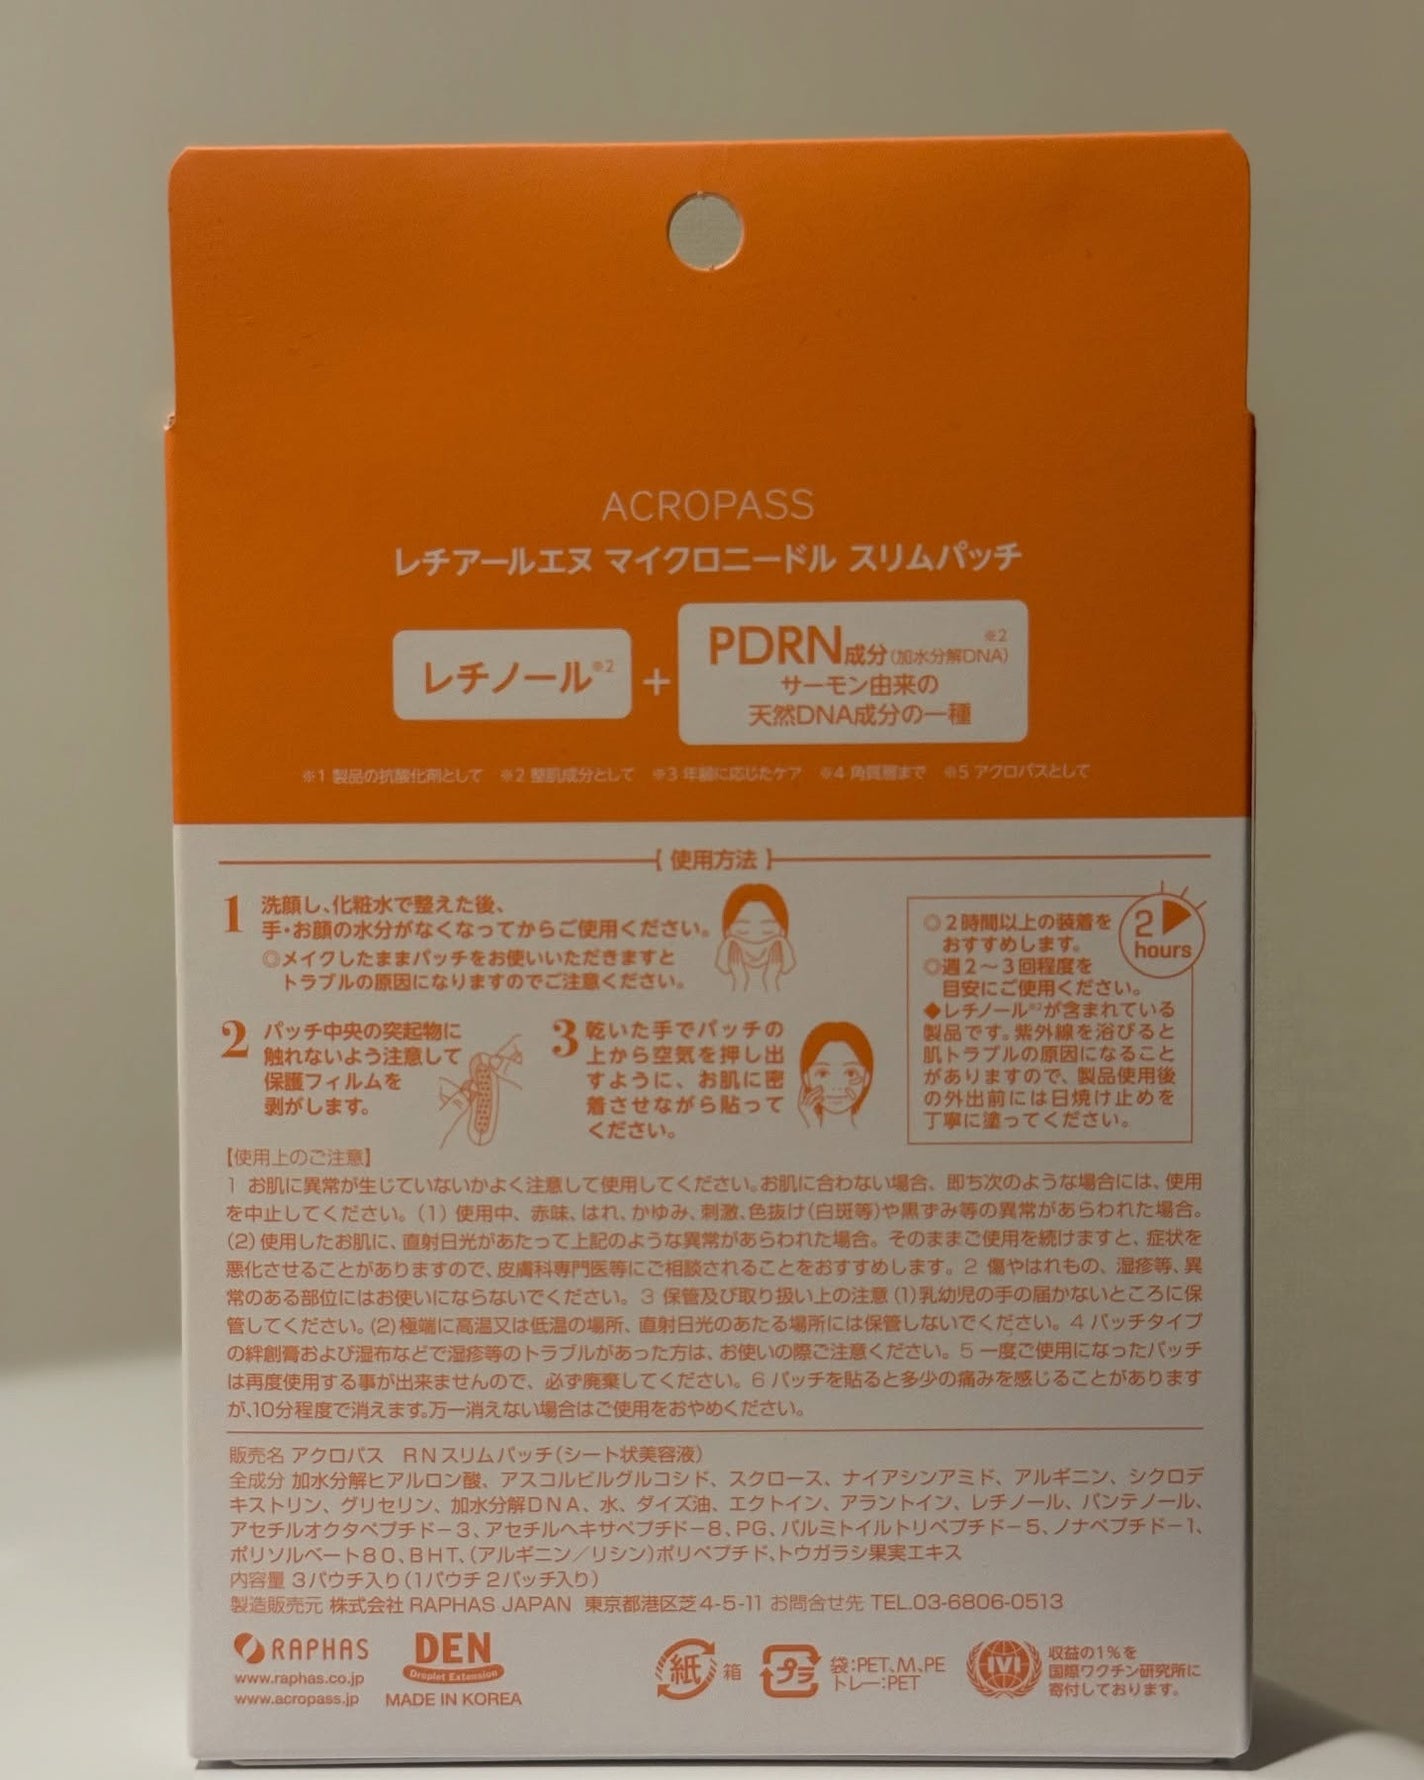 ACROPASS
レチアールエヌ マイクロニードル スリムパッチ
レチノール※2
+
PDRN成分(加水分解DNA)※2
サーモン由来の
天然DNA成分の一種
※1 製品の抗酸化剤として ※2 整肌成分として ※3 年齢に応じたケア ※4 角質層まで ※5 アクロパスとして
【使用方法】
1 洗顔し、化粧水で整えた後、
手・お顔の水分がなくなってからご使用ください。
◎メイクしたままパッチをお使いいただきますと
トラブルの原因になりますのでご注意ください。
2 パッチ中央の突起物に
触れないよう注意して
保護フィルムを
剥がします。
3 乾いた手でパッチの
上から空気を押し出
すように、お肌に密
着させながら貼って
ください。
2
hours
◎2時間以上の装着を
おすすめします。
◎週2〜3回程度を
目安にご使用ください。
◆レチノール※2が含まれている
製品です。紫外線を浴びると
肌トラブルの原因になること
がありますので、製品使用後
の外出前には日焼け止めを
丁寧に塗ってください。
【使用上のご注意】
1 お肌に異常が生じていないかよく注意して使用してください。お肌に合わない場合、即ち次のような場合には、使用
を中止してください。(1) 使用中、赤味、はれ、かゆみ、刺激、色抜け(白斑等)や黒ずみ等の異常があらわれた場合。
(2) 使用したお肌に、直射日光があたって上記のような異常があらわれた場合。そのままご使用を続けますと、症状を
悪化させることがありますので、皮膚科専門医等にご相談されることをおすすめします。2 傷やはれもの、湿疹等、異
常のある部位にはお使いにならないでください。3 保管及び取り扱い上の注意 (1)乳幼児の手の届かないところに保
管してください。(2)極端に高温又は低温の場所、直射日光のあたる場所には保管しないでください。4 パッチタイプ
の絆創膏および湿布などで湿疹等のトラブルがあった方は、お使いの際ご注意ください。5 一度ご使用になったパッチ
は再度使用する事が出来ませんので、必ず廃棄してください。6 パッチを貼ると多少の痛みを感じることがあります
が、10分程度で消えます。万一消えない場合はご使用をおやめください。
販売名 アクロパス RNスリムパッチ(シート状美容液)
全成分 加水分解ヒアルロン酸、アスコルビルグルコシド、スクロース、ナイアシンアミド、アルギニン、シクロデ
キストリン、グリセリン、加水分解DNA、水、ダイズ油、エクトイン、アラントイン、レチノール、パンテノール、
アセチルオクタペプチド-3、アセチルヘキサペプチド-8、PG、パルミトイルトリペプチド-5、ノナペプチド-1、
ポリソルベート80、BHT、(アルギニン/リシン)ポリペプチド、トウガラシ果実エキス
内容量 3パウチ入り(1パウチ2パッチ入り)
製造販売元 株式会社 RAPHAS JAPAN 東京都港区芝4-5-11 お問合せ先 TEL.03-6806-0513
RAPHAS
www.raphas.co.jp
www.acropass.jp
DEN
Droplet Extension
MADE IN KOREA
紙 箱
プラ 袋:PET、M、PE
トレー:PET
IVI
収益の1%を
国際ワクチン研究所に
寄付しております。